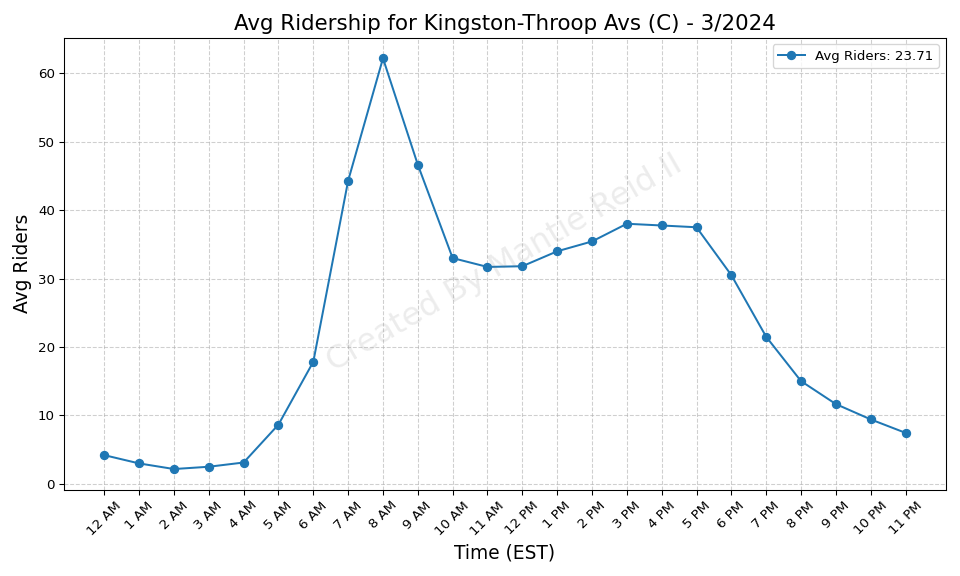 Avg Ridership for Kingston-Throop Avs (C) - 3/2024
Avg Riders: 23.71
60
50
40
30
20
10
0
Avg Riders
Created By Mantie Reid II
12 AM
1 AM
2 AM
3 AM
4 AM
5 AM
6 AM
7 AM
8 AM
9 AM
10 AM
11 AM
12 PM
1 PM
2 PM
3 PM
4 PM
5 PM
6 PM
7 PM
8 PM
9 PM
10 PM
11 PM
Time (EST)